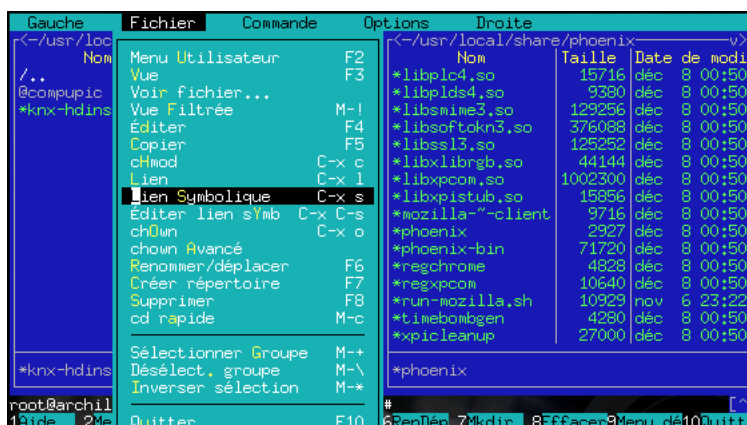 Gauche Fichier Commande Options Droite
<-/usr/loc
Nom
/..
@compupic
*knx-hdins
*knx-hdins
Menu Utilisateur F2
Vue F3
Voir fichier...
Vue Filtrée M-!
Éditer F4
Copier F5
cHmod C-x c
Lien C-x l
Lien Symbolique C-x s
Éditer lien sYmb C-x C-s
chOwn C-x o
chown Avancé
Renommer/déplacer F6
Créer répertoire F7
Supprimer F8
cd rapide M-c
Sélectionner Groupe M-+
Désélect. groupe M-\
Inverser sélection M-*
Quitter F10
<-/usr/local/share/phoenix v>
Nom Taille Date de modi
*libplc4.so 15716 déc 8 00:50
*libplds4.so 9380 déc 8 00:50
*libsmime3.so 129256 déc 8 00:50
*libsoftokn3.so 376088 déc 8 00:50
*libssl3.so 125252 déc 8 00:50
*libxlibrgb.so 44144 déc 8 00:50
*libxpcom.so 1002300 déc 8 00:50
*libxpistub.so 15856 déc 8 00:50
*mozilla-~-client 9716 déc 8 00:50
*phoenix 2927 déc 8 00:50
*phoenix-bin 71720 déc 8 00:50
*regchrome 4828 déc 8 00:50
*regxpcom 10640 déc 8 00:50
*run-mozilla.sh 10929 nov 6 23:22
*timebombgen 4280 déc 8 00:50
*xpicleanup 27000 déc 8 00:50
*phoenix
root@archil # [^
1Aide 2Me 6RenDép 7Mkdir 8Effacer 9Menu dé 10Quitt